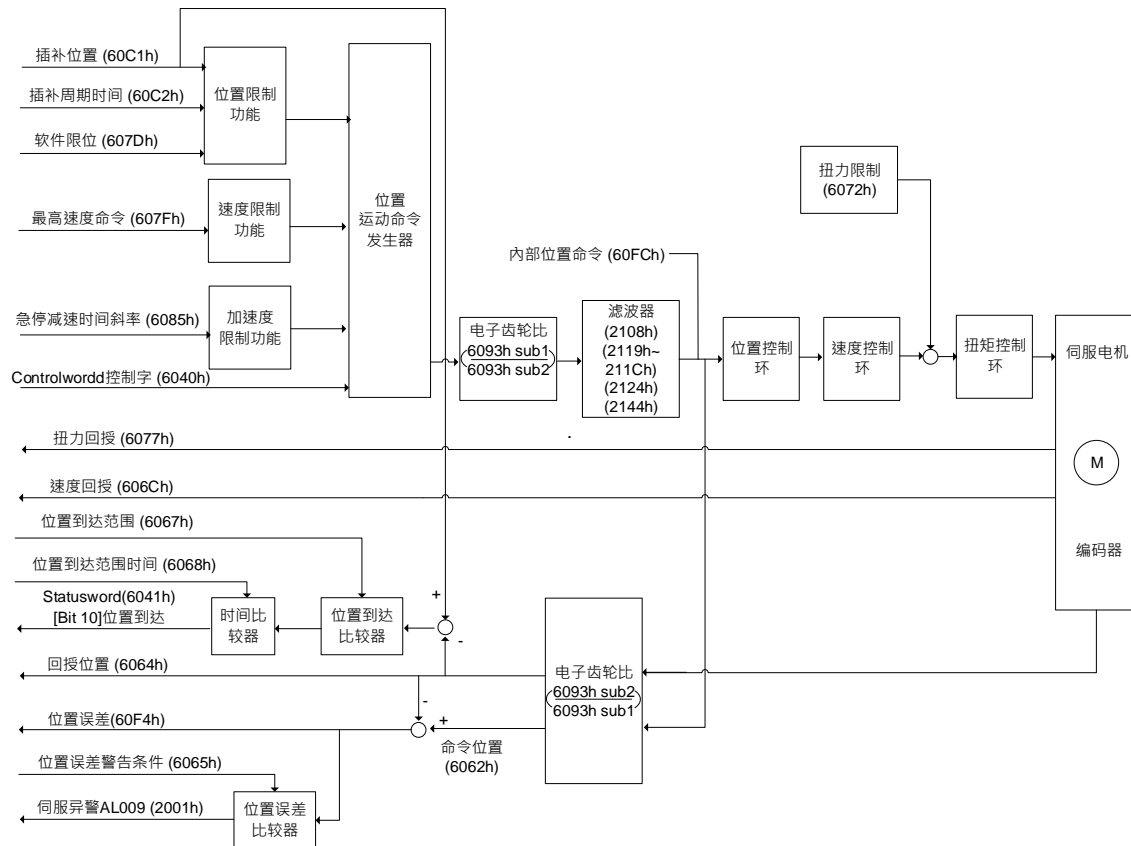 插补位置 (60C1h)
插补周期时间 (60C2h)
软件限位 (607Dh)
位置限制
功能
最高速度命令 (607Fh)
速度限制
功能
急停减速时间斜率 (6085h)
加速度
限制功能
Controlwordd控制字 (6040h)
位置
运动命令
发生器
电子齿轮比
6093h sub1
6093h sub2
滤波器
(2108h)
(2119h~
211Ch)
(2124h)
(2144h)
內部位置命令 (60FCh)
位置控制
环
速度控制
环
扭力限制
(6072h)
扭矩控制
环
伺服电机
M
编码器
扭力回授 (6077h)
速度回授 (606Ch)
位置到达范围 (6067h)
位置到达范围时间 (6068h)
Statusword(6041h)
[Bit 10]位置到达
时间比
较器
位置到达
比较器
+
-
回授位置 (6064h)
电子齿轮比
6093h sub2
6093h sub1
-
+
位置误差(60F4h)
命令位置
(6062h)
位置误差警告条件 (6065h)
伺服异警AL009 (2001h)
位置误差
比较器